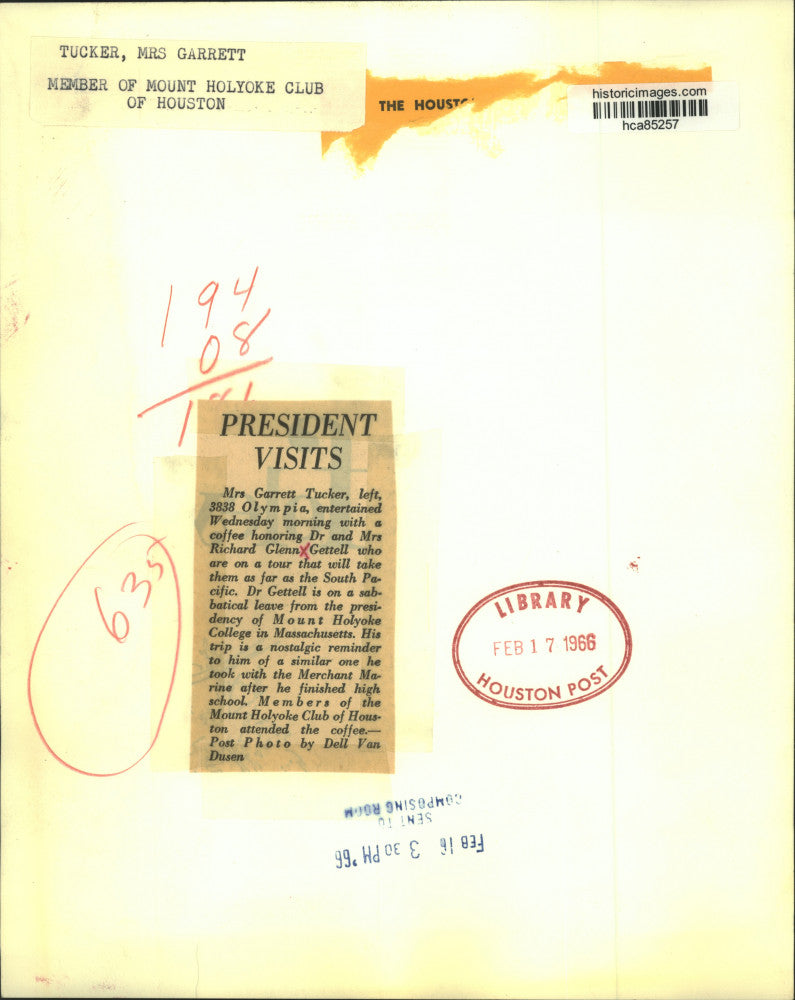 TUCKER, MRS GARRETT
MEMBER OF MOUNT HOLYOKE CLUB
OF HOUSTON
THE HOUST
historicimages.com
hca85257
194
08
PRESIDENT
VISITS
Mrs Garrett Tucker, left,
3838 Olympia, entertained
Wednesday morning with a
coffee honoring Dr and Mrs
Richard Glenn Gettell who
are on a tour that will take
them as far as the South Pa-
cific. Dr Gettell is on a sab-
batical leave from the presi-
dency of Mount Holyoke
College in Massachusetts. His
trip is a nostalgic reminder
to him of a similar one he
took with the Merchant Ma-
rine after he finished high
school. Members of the
Mount Holyoke Club of Hous-
ton attended the coffee.—
Post Photo by Dell Van
Dusen
635
LIBRARY
FEB 17 1966
HOUSTON POST
FEB 16 3 30 PM '66
SENT TO
COMPOSING ROOM